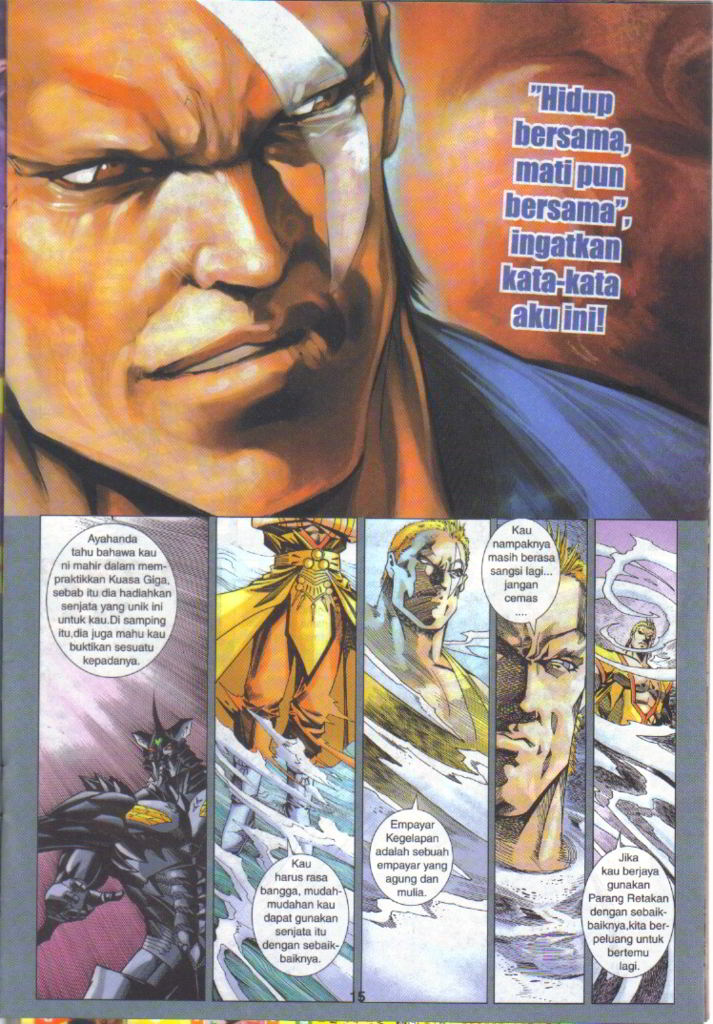 "Hidup
bersama,
mati pun
bersama",
ingatkan
kata-kata
aku ini!
Ayahanda
tahu bahawa kau
ni mahir dalam mem-
praktikkan Kuasa Giga,
sebab itu dia hadiahkan
senjata yang unik ini
untuk kau.Di samping
itu,dia juga mahu kau
buktikan sesuatu
kepadanya.
Kau
harus rasa
bangga, mudah-
mudahan kau
dapat gunakan
senjata itu
dengan sebaik-
baiknya.
Empayar
Kegelapan
adalah sebuah
empayar yang
agung dan
mulia.
Kau
nampaknya
masih berasa
sangsi lagi...
jangan
cemas
....
Jika
kau berjaya
gunakan
Parang Retakan
dengan sebaik-
baiknya,kita ber-
peluang untuk
bertemu
lagi.
15